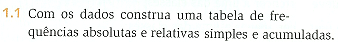 1.1 Com os dados construa uma tabela de fre-
quências absolutas e relativas simples e acumuladas.